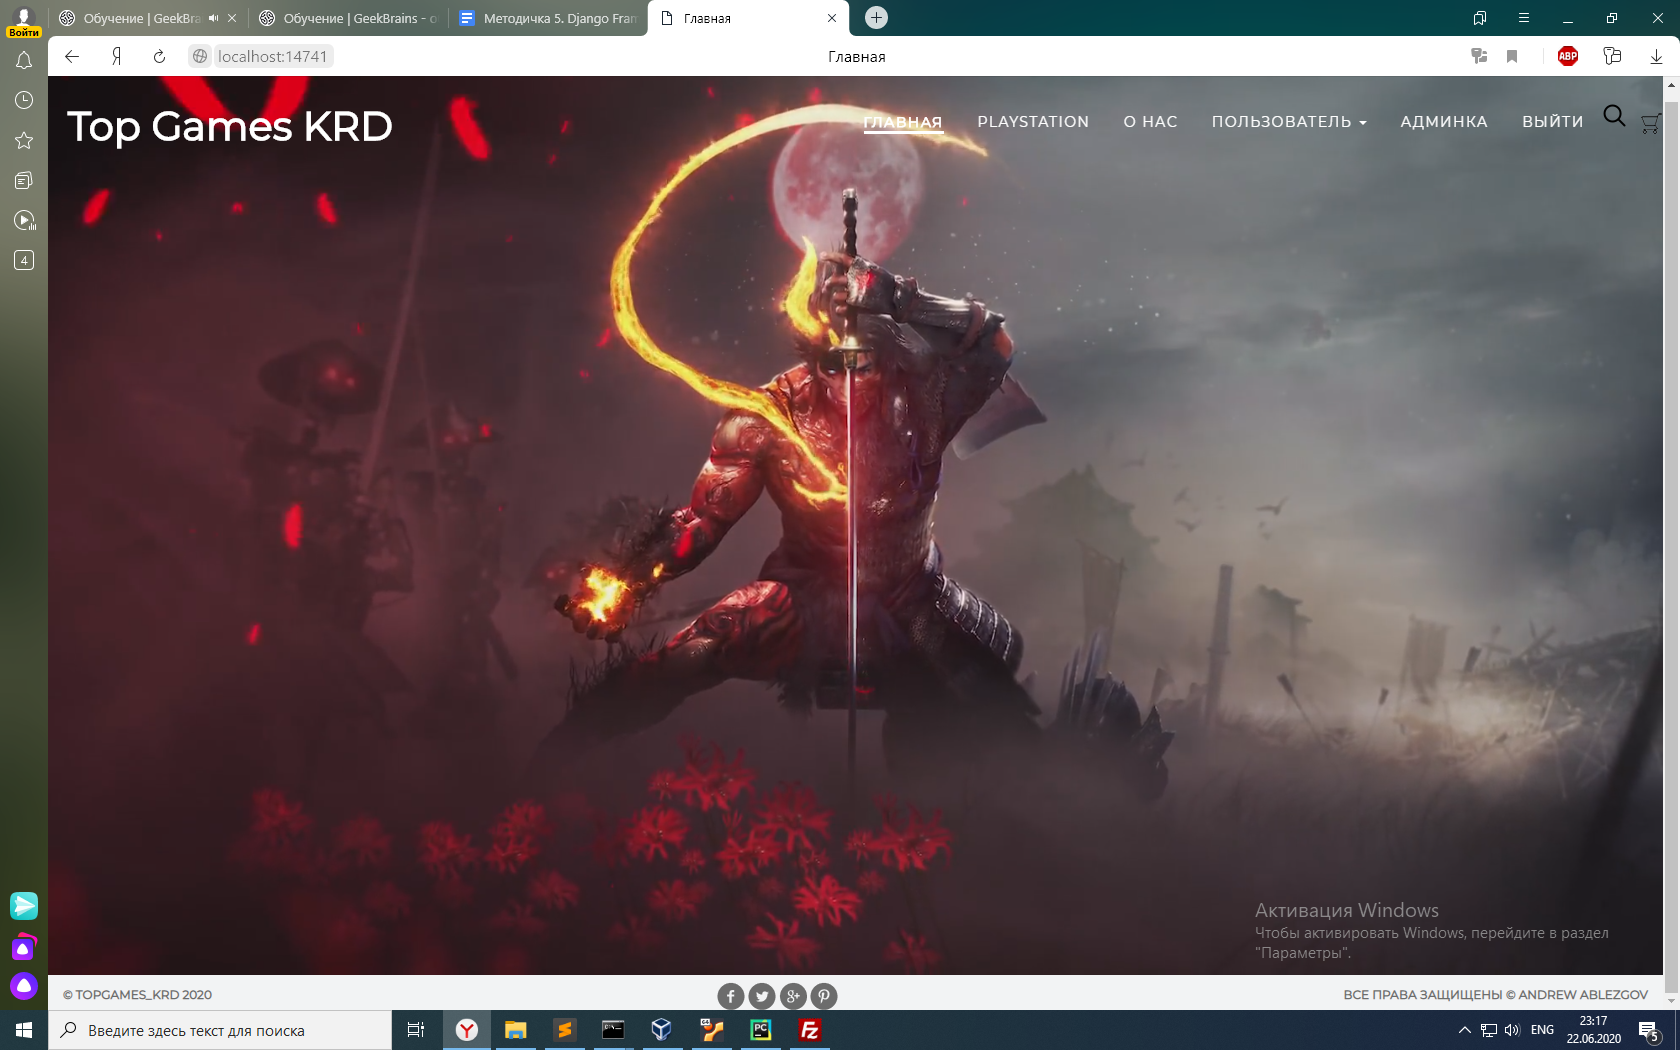 Войти
Обучение | GeekBra
Обучение | GeekBrains - о
Методичка 5. Django Fram
Главная
localhost:14741
Главная
ABP
4
Top Games KRD
ГЛАВНАЯ
PLAYSTATION
О НАС
ПОЛЬЗОВАТЕЛЬ
АДМИНКА
ВЫЙТИ
Активация Windows
Чтобы активировать Windows, перейдите в раздел
"Параметры".
© TOPGAMES_KRD 2020
ВСЕ ПРАВА ЗАЩИЩЕНЫ © ANDREW ABLEZGOV
Введите здесь текст для поиска
PC
ENG
23:17
22.06.2020
5